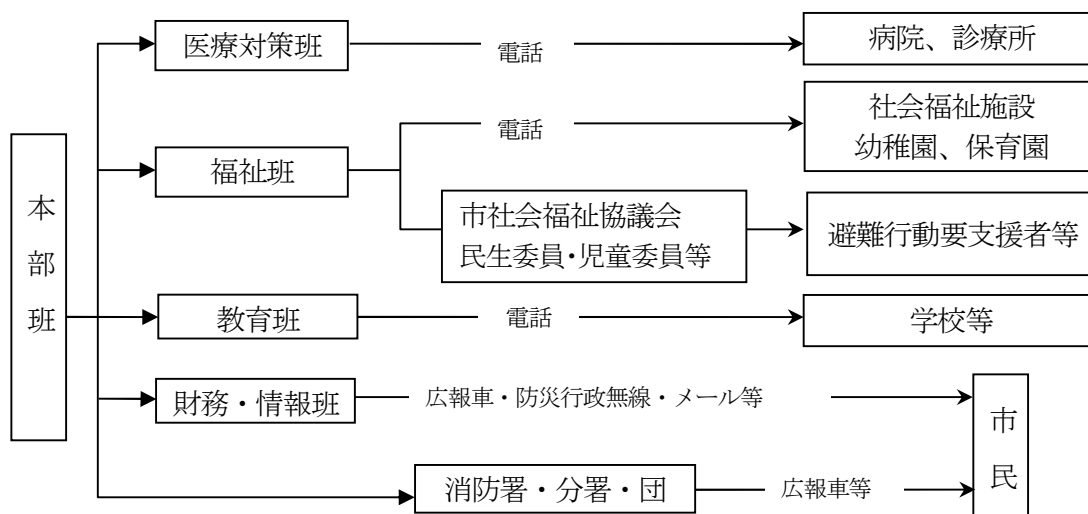 本部班
医療対策班
電話
病院、診療所
福祉班
電話
社会福祉施設
幼稚園、保育園
市社会福祉協議会
民生委員・児童委員等
避難行動要支援者等
教育班
電話
学校等
財務・情報班
広報車・防災行政無線・メール等
市民
消防署・分署・団
広報車等